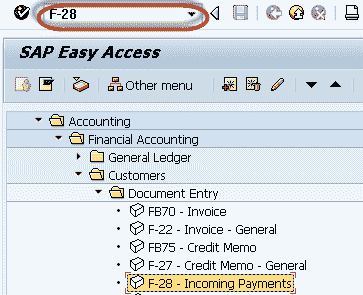 F-28
SAP Easy Access
Other menu
Accounting
Financial Accounting
General Ledger
Customers
Document Entry
FB70 - Invoice
F-22 - Invoice - General
FB75 - Credit Memo
F-27 - Credit Memo - General
F-28 - Incoming Payments